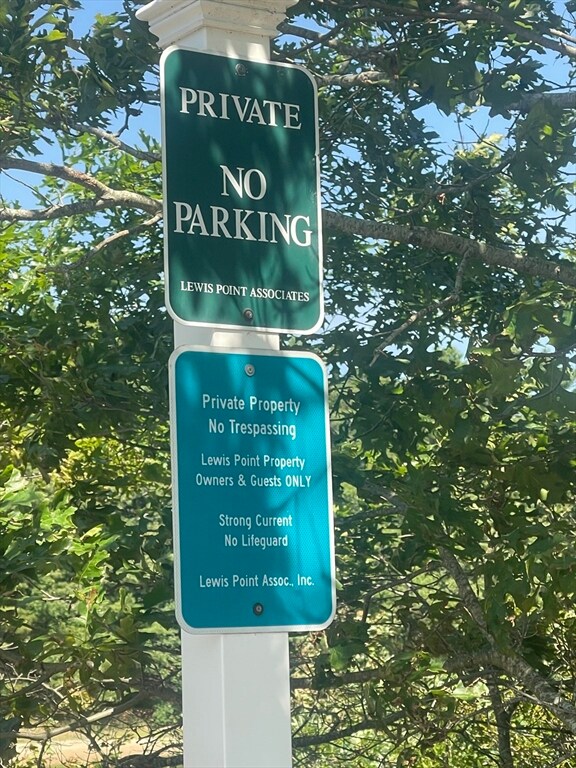 PRIVATE
NO
PARKING
LEWIS POINT ASSOCIATES
Private Property
No Trespassing
Lewis Point Property
Owners & Guests ONLY
Strong Current
No Lifeguard
Lewis Point Assoc., Inc.